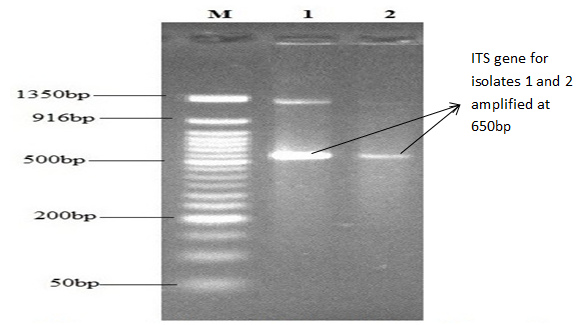 M 1 2
ITS gene for
isolates 1 and 2
amplified at
650bp
1350bp
916bp
500bp
200bp
50bp